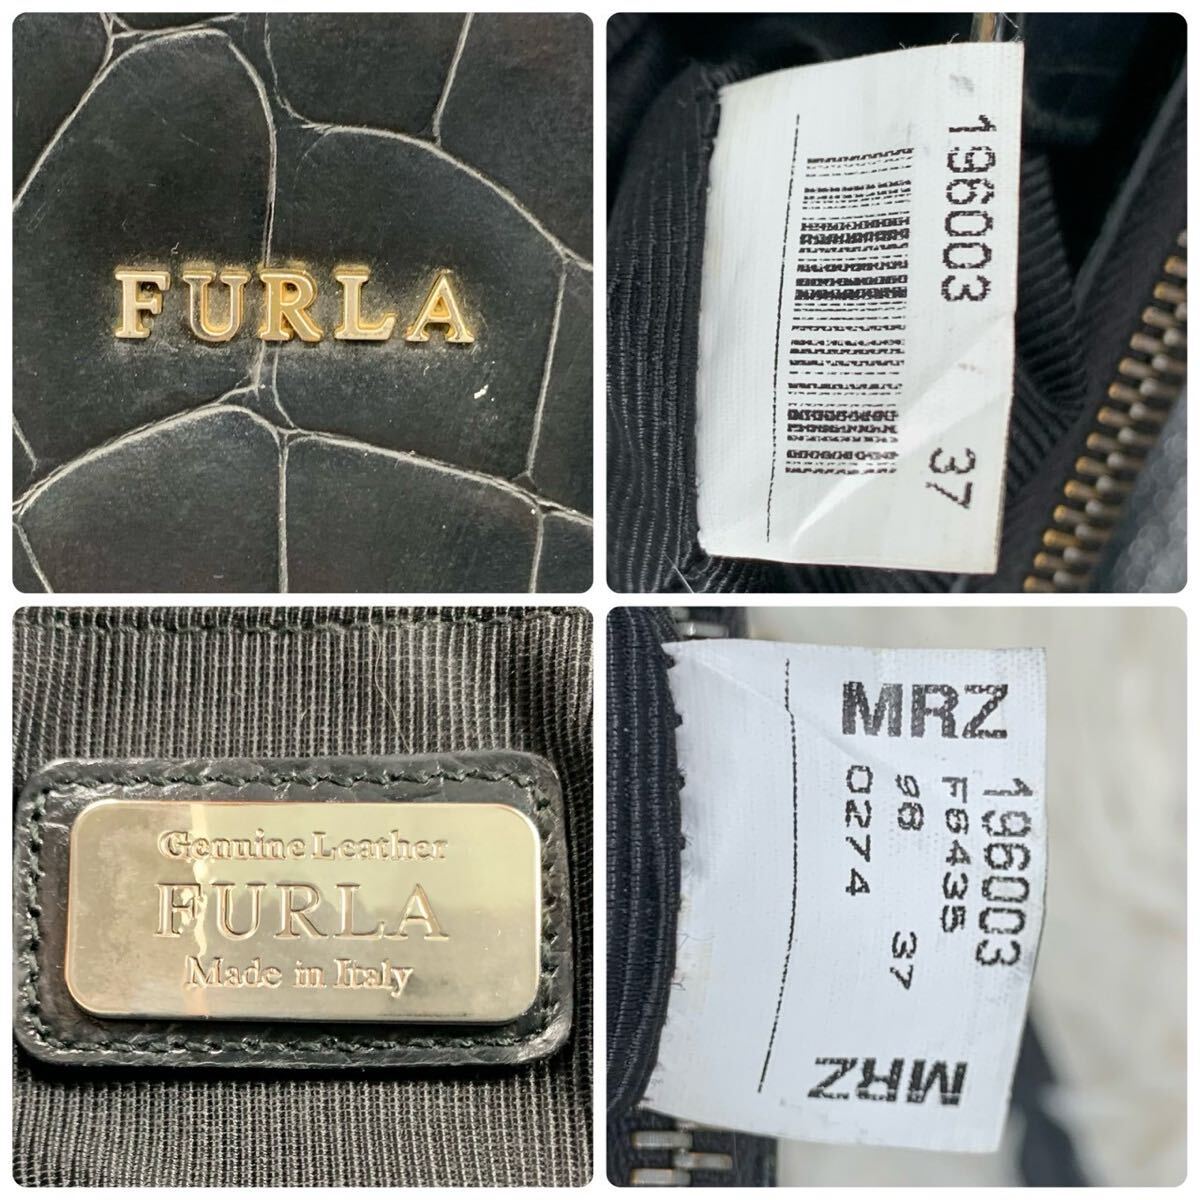 FURLA
196003
37
Genuine Leather
FURLA
Made in Italy
MRZ
196003
F6435
98 37
0274
MRZ